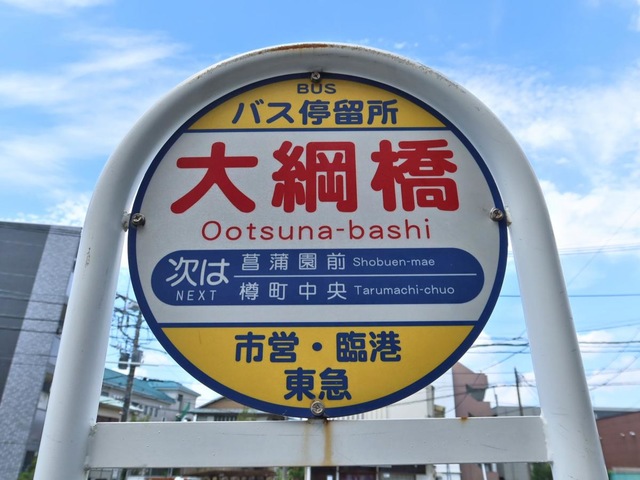 BUS
バス停留所
大綱橋
Ootsuna-bashi
次は NEXT
菖蒲園前 Shobuen-mae
樽町中央 Tarumachi-chuo
市営・臨港
東急